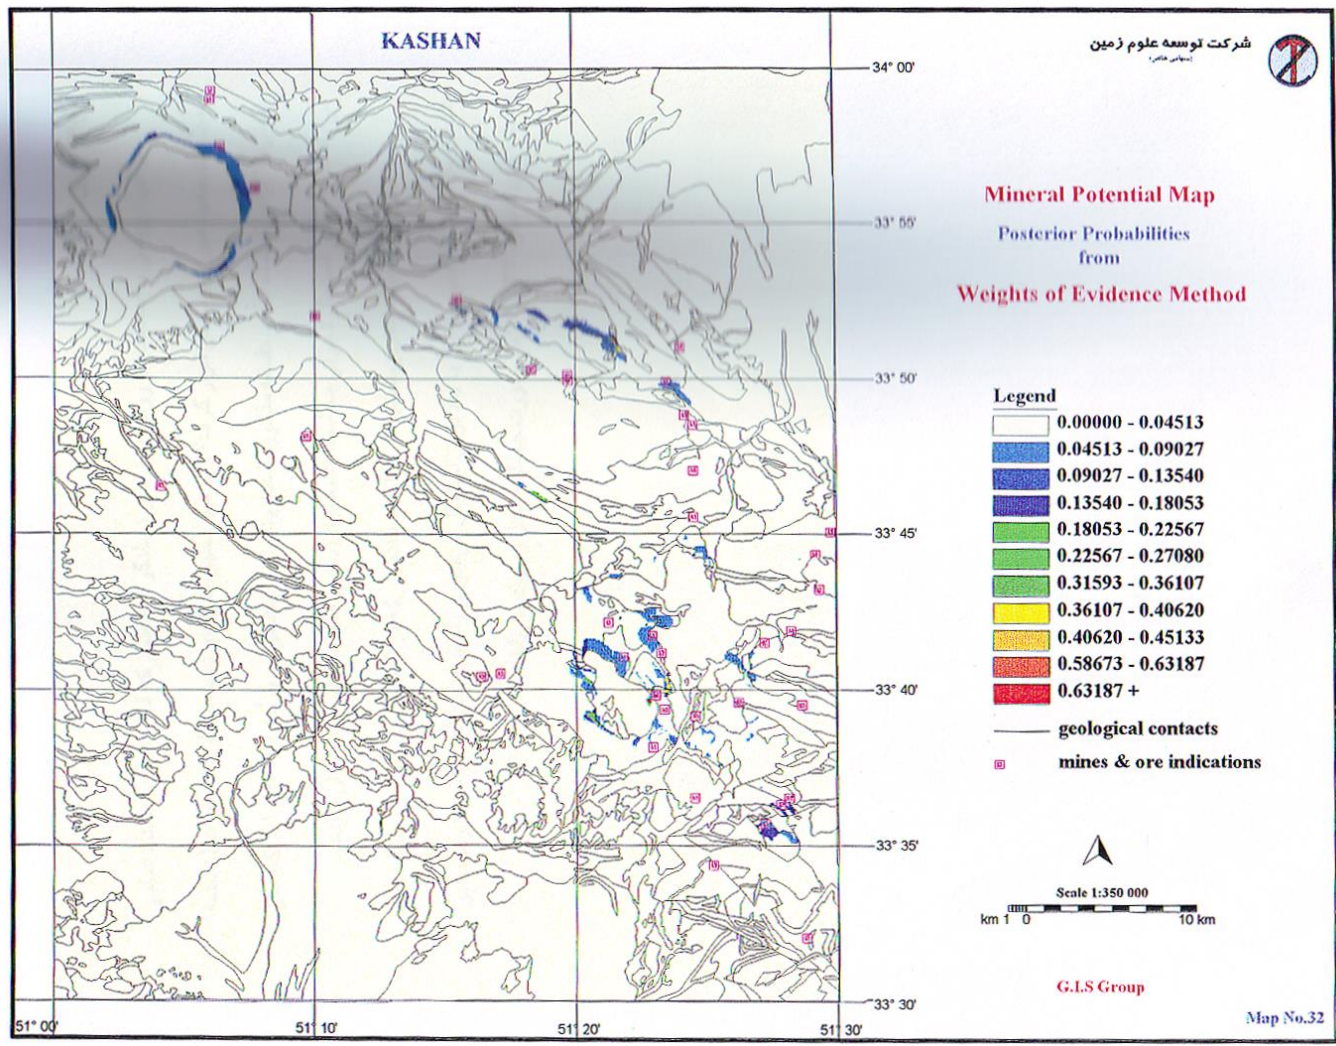 KASHAN
شرکت توسعه علوم زمین
(سهامی خاص)
34° 00'
33° 55'
33° 50'
33° 45'
33° 40'
33° 35'
33° 30'
51° 00'
51° 10'
51° 20'
51° 30'
Mineral Potential Map
Posterior Probabilities
from
Weights of Evidence Method
Legend
0.00000 - 0.04513
0.04513 - 0.09027
0.09027 - 0.13540
0.13540 - 0.18053
0.18053 - 0.22567
0.22567 - 0.27080
0.31593 - 0.36107
0.36107 - 0.40620
0.40620 - 0.45133
0.58673 - 0.63187
0.63187 +
geological contacts
mines & ore indications
Scale 1:350 000
km 1 0 10 km
G.I.S Group
Map No.32